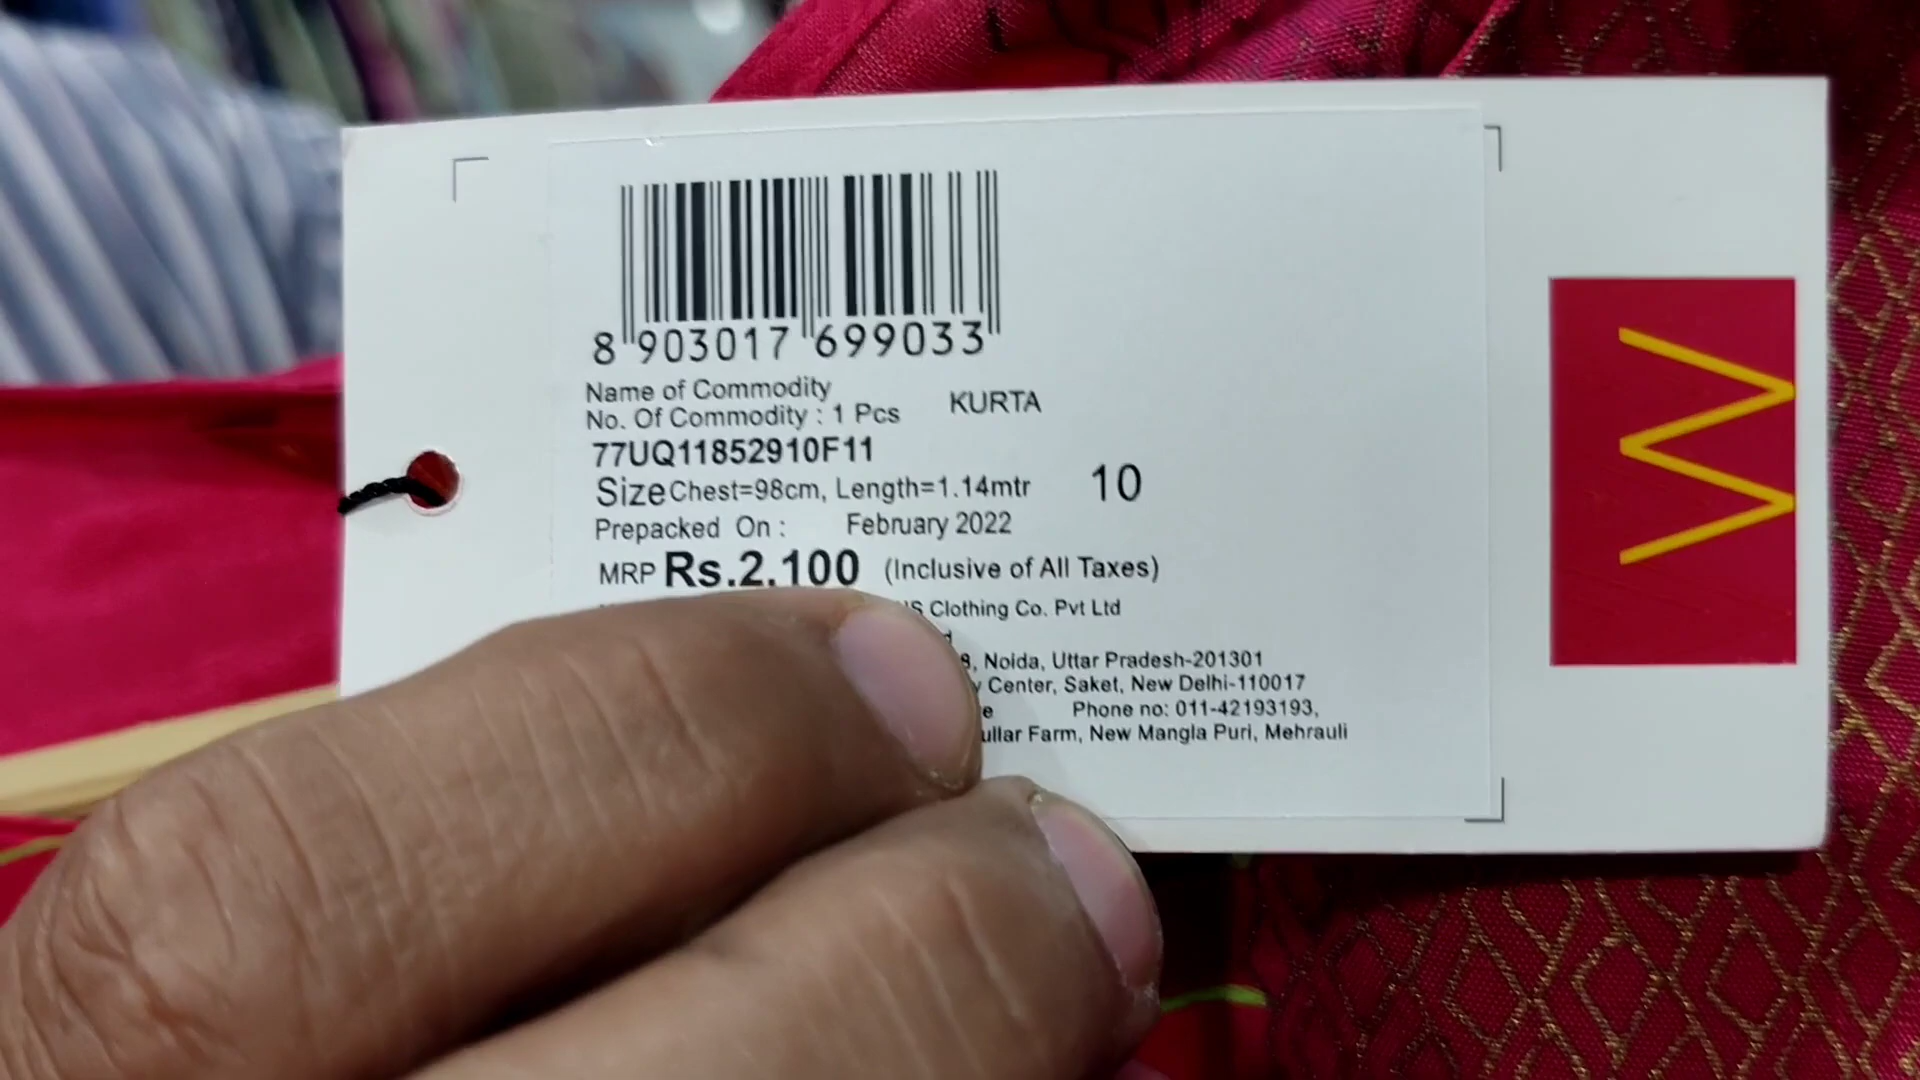 8 903017 699033
Name of Commodity KURTA
No. Of Commodity : 1 Pcs
77UQ11852910F11
Size Chest=98cm, Length=1.14mtr 10
Prepacked On : February 2022
MRP Rs.2,100 (Inclusive of All Taxes)
Clothing Co. Pvt Ltd
Noida, Uttar Pradesh-201301
Center, Saket, New Delhi-110017
Phone no: 011-42193193,
Farm, New Mangla Puri, Mehrauli